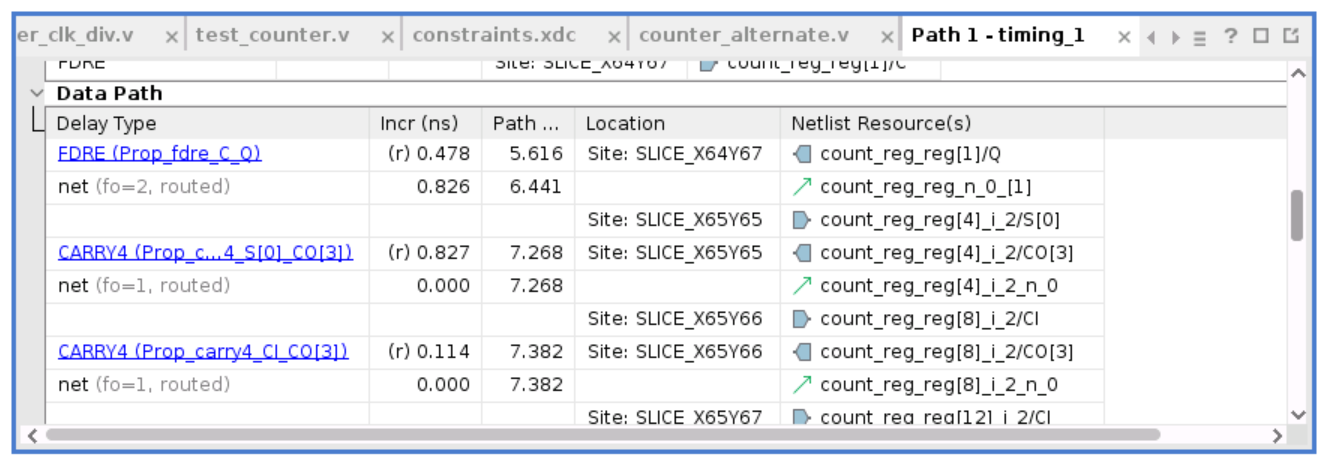 er_clk_div.v × test_counter.v × constraints.xdc × counter_alternate.v × Path 1 - timing_1 × ?
FDRE Site: SLICE_X64Y67 count_reg_reg[1]/C
Data Path
Delay Type Incr (ns) Path ... Location Netlist Resource(s)
FDRE (Prop_fdre_C_Q) (r) 0.478 5.616 Site: SLICE_X64Y67 count_reg_reg[1]/Q
net (fo=2, routed) 0.826 6.441 count_reg_reg_n_0_[1]
Site: SLICE_X65Y65 count_reg_reg[4]_i_2/S[0]
CARRY4 (Prop_c...4_S[0]_CO[3]) (r) 0.827 7.268 Site: SLICE_X65Y65 count_reg_reg[4]_i_2/CO[3]
net (fo=1, routed) 0.000 7.268 count_reg_reg[4]_i_2_n_0
Site: SLICE_X65Y66 count_reg_reg[8]_i_2/CI
CARRY4 (Prop_carry4_CI_CO[3]) (r) 0.114 7.382 Site: SLICE_X65Y66 count_reg_reg[8]_i_2/CO[3]
net (fo=1, routed) 0.000 7.382 count_reg_reg[8]_i_2_n_0
Site: SLICE_X65Y67 count_reg_reg[12]_i_2/CI